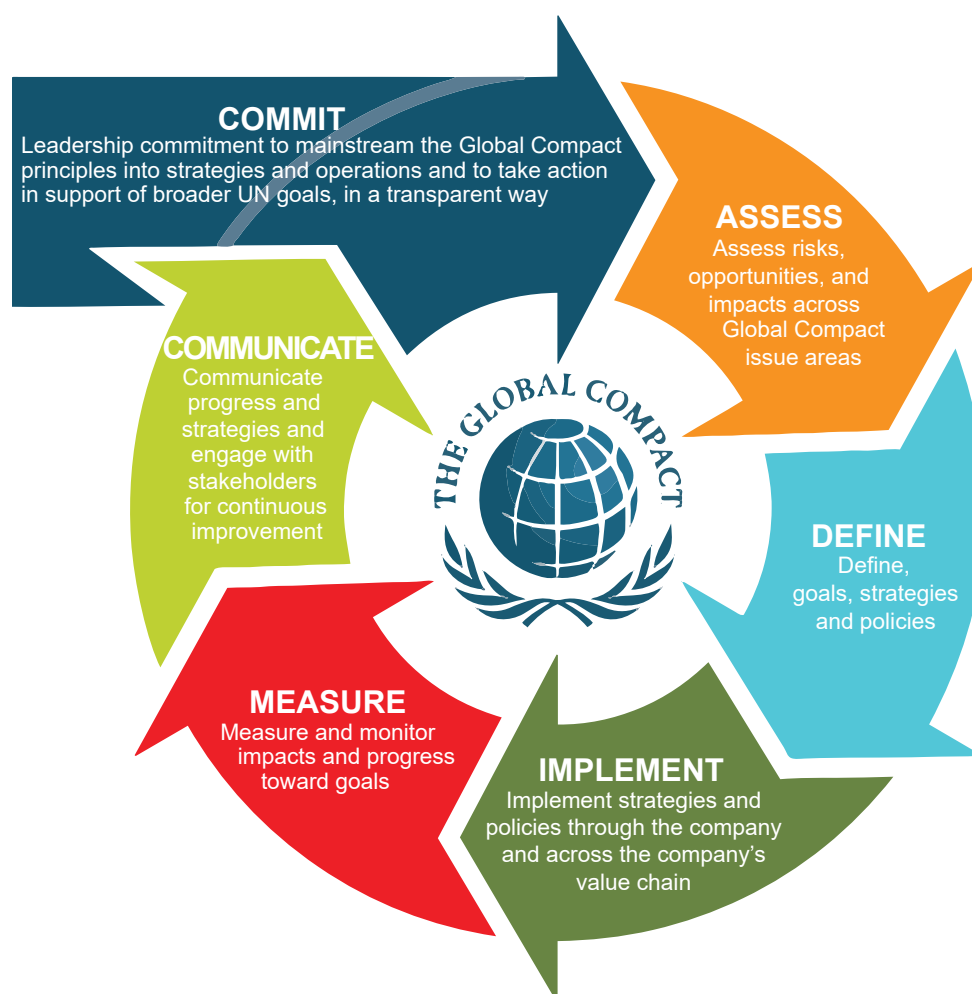 COMMIT
Leadership commitment to mainstream the Global Compact
principles into strategies and operations and to take action
in support of broader UN goals, in a transparent way
ASSESS
Assess risks,
opportunities, and
impacts across
Global Compact
issue areas
DEFINE
Define,
goals, strategies
and policies
IMPLEMENT
Implement strategies and
policies through the company
and across the company’s
value chain
MEASURE
Measure and monitor
impacts and progress
toward goals
COMMUNICATE
Communicate
progress and
strategies and
engage with
stakeholders
for continuous
improvement
THE GLOBAL COMPACT